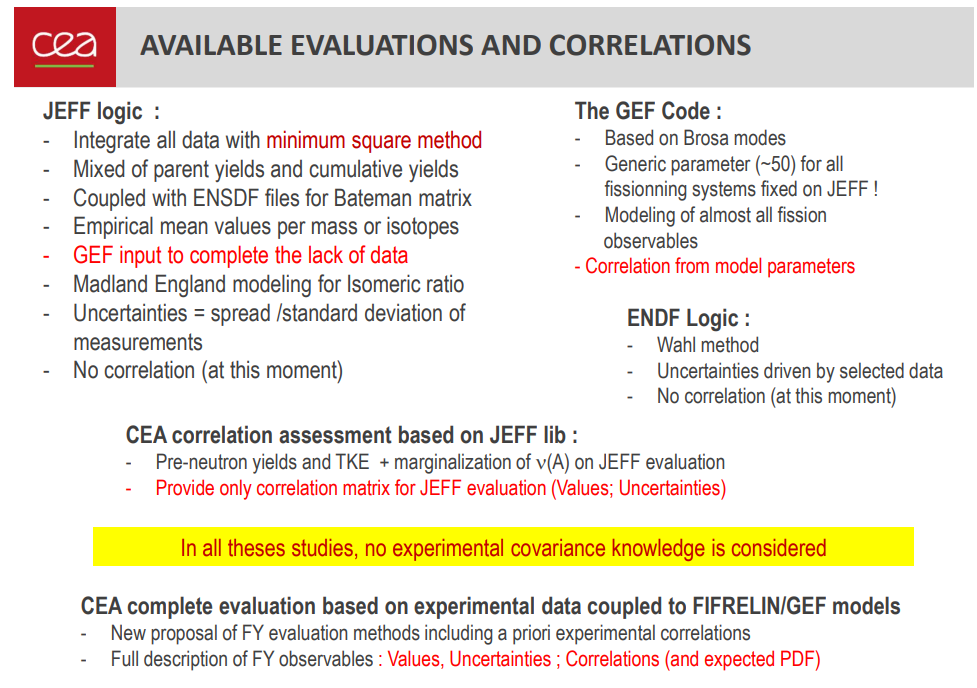 cea
AVAILABLE EVALUATIONS AND CORRELATIONS
JEFF logic :
- Integrate all data with minimum square method
- Mixed of parent yields and cumulative yields
- Coupled with ENSDF files for Bateman matrix
- Empirical mean values per mass or isotopes
- GEF input to complete the lack of data
- Madland England modeling for Isomeric ratio
- Uncertainties = spread /standard deviation of
measurements
- No correlation (at this moment)
The GEF Code :
- Based on Brosa modes
- Generic parameter (~50) for all
fissionning systems fixed on JEFF !
- Modeling of almost all fission
observables
- Correlation from model parameters
ENDF Logic :
- Wahl method
- Uncertainties driven by selected data
- No correlation (at this moment)
CEA correlation assessment based on JEFF lib :
- Pre-neutron yields and TKE + marginalization of ν(A) on JEFF evaluation
- Provide only correlation matrix for JEFF evaluation (Values; Uncertainties)
In all theses studies, no experimental covariance knowledge is considered
CEA complete evaluation based on experimental data coupled to FIFRELIN/GEF models
- New proposal of FY evaluation methods including a priori experimental correlations
- Full description of FY observables : Values, Uncertainties ; Correlations (and expected PDF)